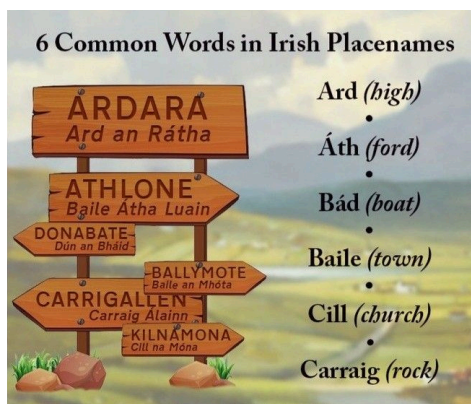 6 Common Words in Irish Placenames
ARDARA
Ard an Rátha
ATHLONE
Baile Átha Luain
DONABATE
Dún an Bháid
BALLYMOTE
Baile an Mhóta
CARRIGALLEN
Carraig Álainn
KILNAMONA
Cill na Móna
Ard (high)
•
Áth (ford)
•
Bád (boat)
•
Baile (town)
•
Cill (church)
•
Carraig (rock)